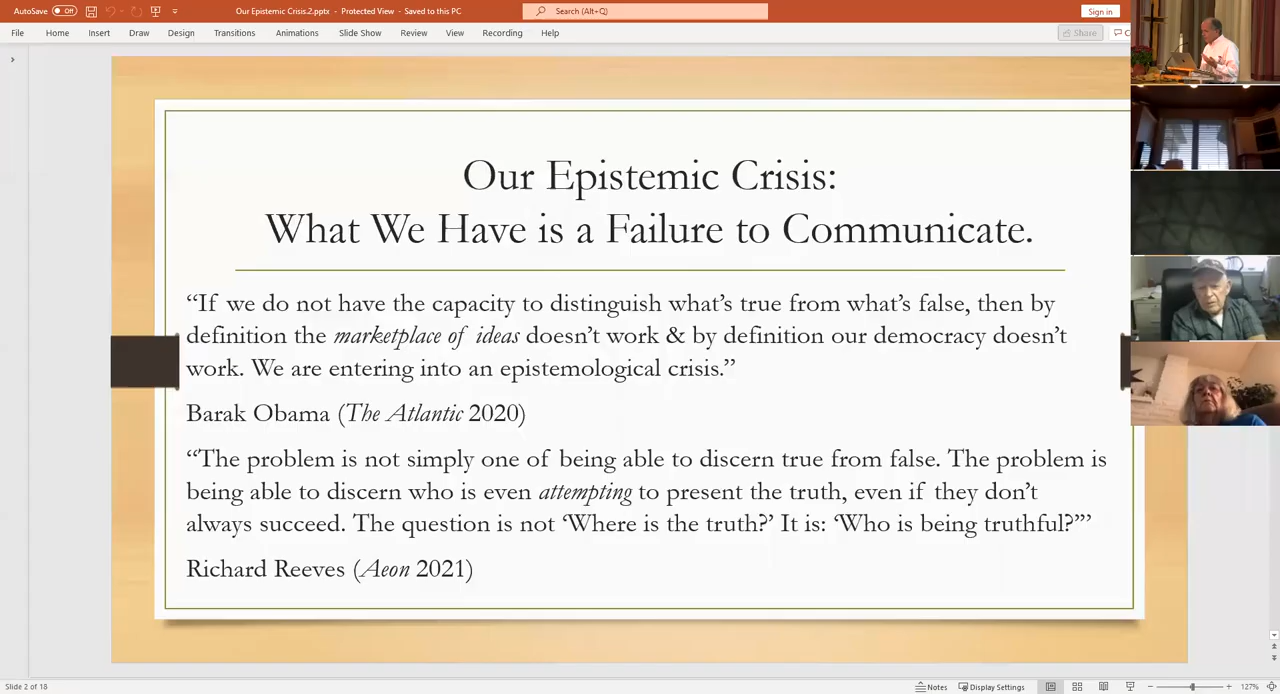 AutoSave Off Our Epistemic Crisis.2.pptx - Protected View - Saved to this PC Search (Alt+Q) Sign in
File Home Insert Draw Design Transitions Animations Slide Show Review View Recording Help Share
Our Epistemic Crisis:
What We Have is a Failure to Communicate.
“If we do not have the capacity to distinguish what’s true from what’s false, then by
definition the marketplace of ideas doesn’t work & by definition our democracy doesn’t
work. We are entering into an epistemological crisis.”
Barak Obama (The Atlantic 2020)
“The problem is not simply one of being able to discern true from false. The problem is
being able to discern who is even attempting to present the truth, even if they don’t
always succeed. The question is not ‘Where is the truth?’ It is: ‘Who is being truthful?’”
Richard Reeves (Aeon 2021)
Slide 2 of 18 Notes Display Settings 127%